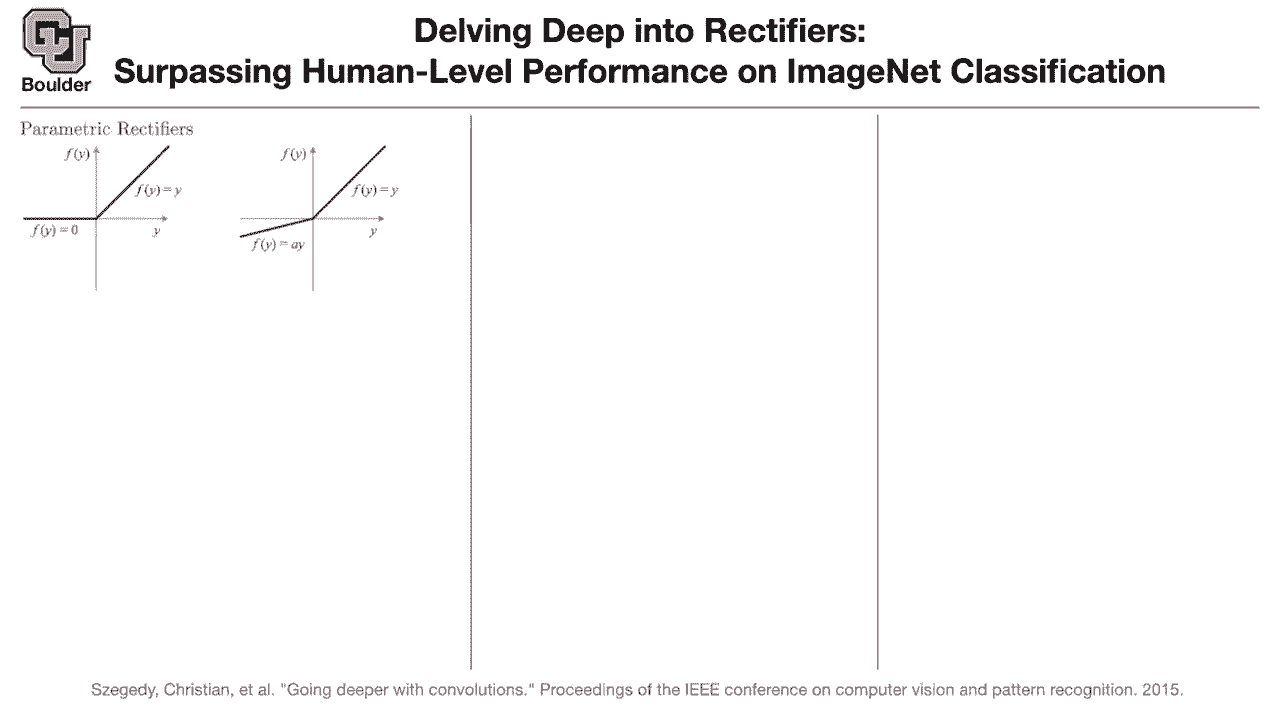 Boulder
Delving Deep into Rectifiers:
Surpassing Human-Level Performance on ImageNet Classification
Parametric Rectifiers
f(y)
f(y) = y
f(y) = 0
y
f(y)
f(y) = y
f(y) = ay
y
Szegedy, Christian, et al. "Going deeper with convolutions." Proceedings of the IEEE conference on computer vision and pattern recognition. 2015.